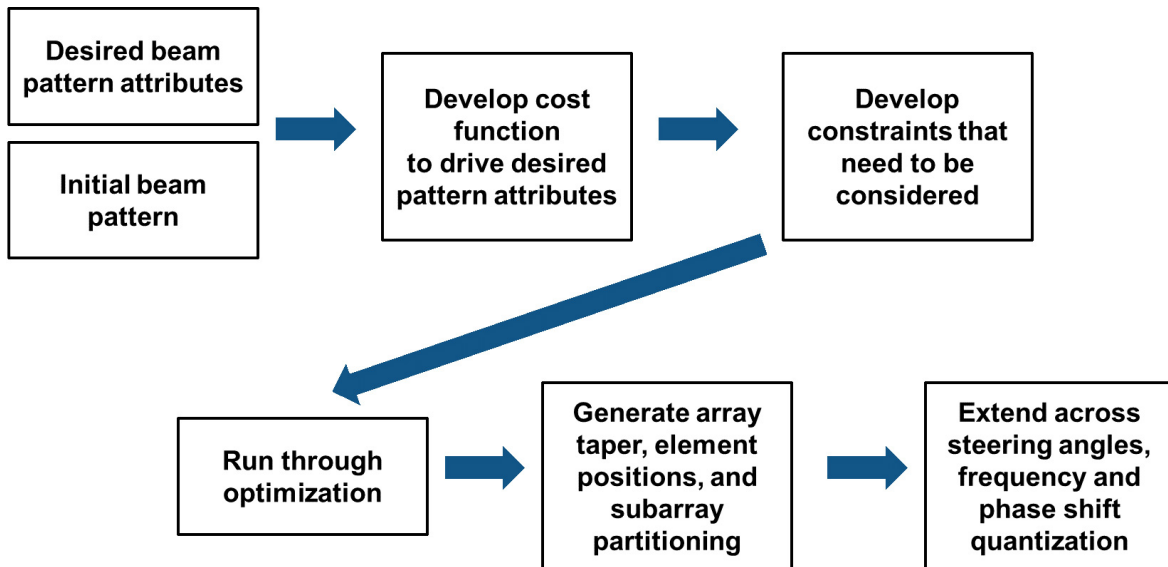 Desired beam
pattern attributes
Initial beam
pattern
Develop cost
function
to drive desired
pattern attributes
Develop
constraints that
need to be
considered
Run through
optimization
Generate array
taper, element
positions, and
subarray
partitioning
Extend across
steering angles,
frequency and
phase shift
quantization